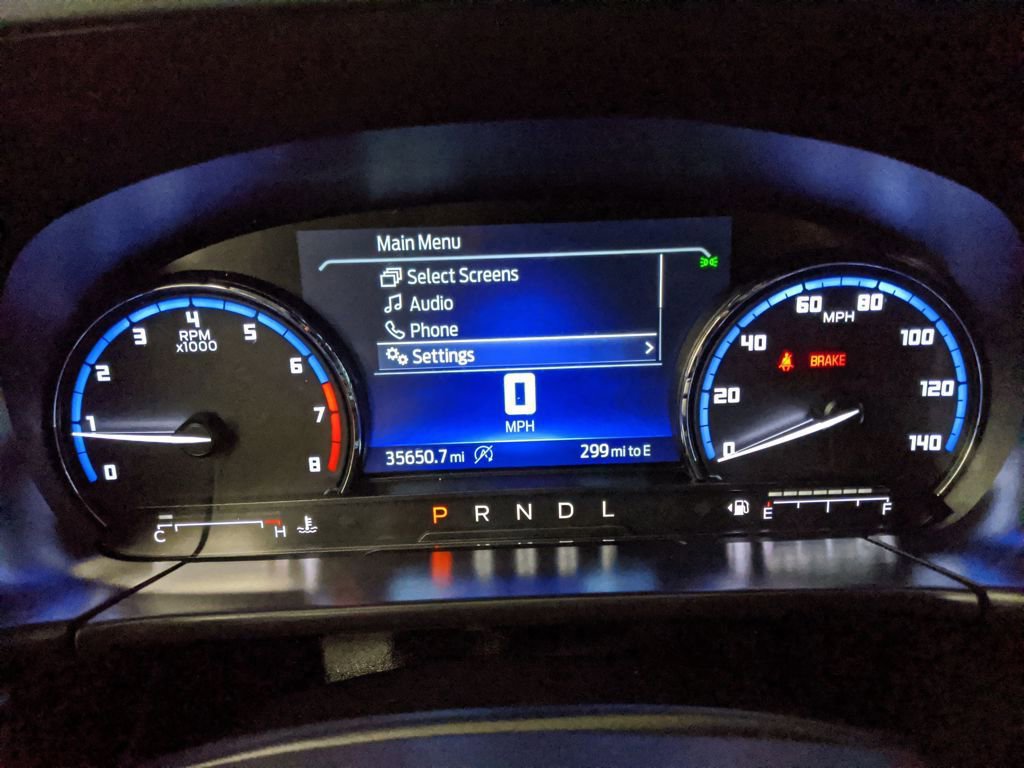 Main Menu
Select Screens
Audio
Phone
Settings >
0
MPH
35650.7 mi
299 mi to E
0
1
2
3
4
5
6
7
8
RPM
x1000
0
20
40
60
80
100
120
140
MPH
BRAKE
C
H
P R N D L
E
F